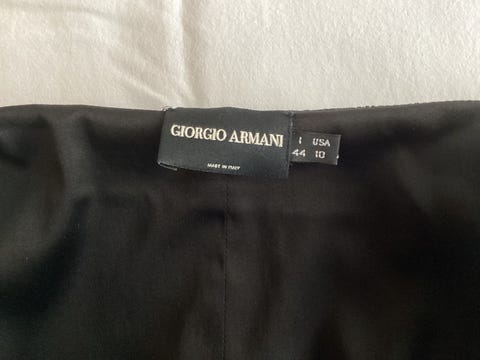 GIORGIO ARMANI
MADE IN ITALY
I USA
44 10